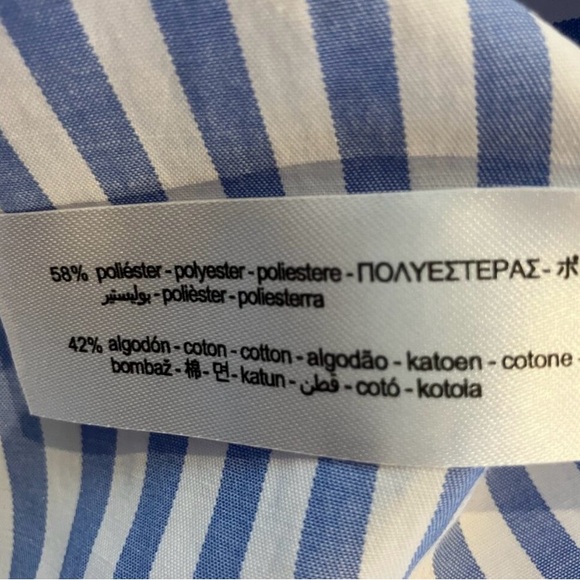 58% poliéster - polyester - poliestere - ΠΟΛΥΕΣΤΕΡΑΣ - ポ
بوليستير - polièster - poliesterra
42% algodón - coton - cotton - algodão - katoen - cotone -
bombaž - 棉 - 면 - katun - قطن - cotó - kotoia